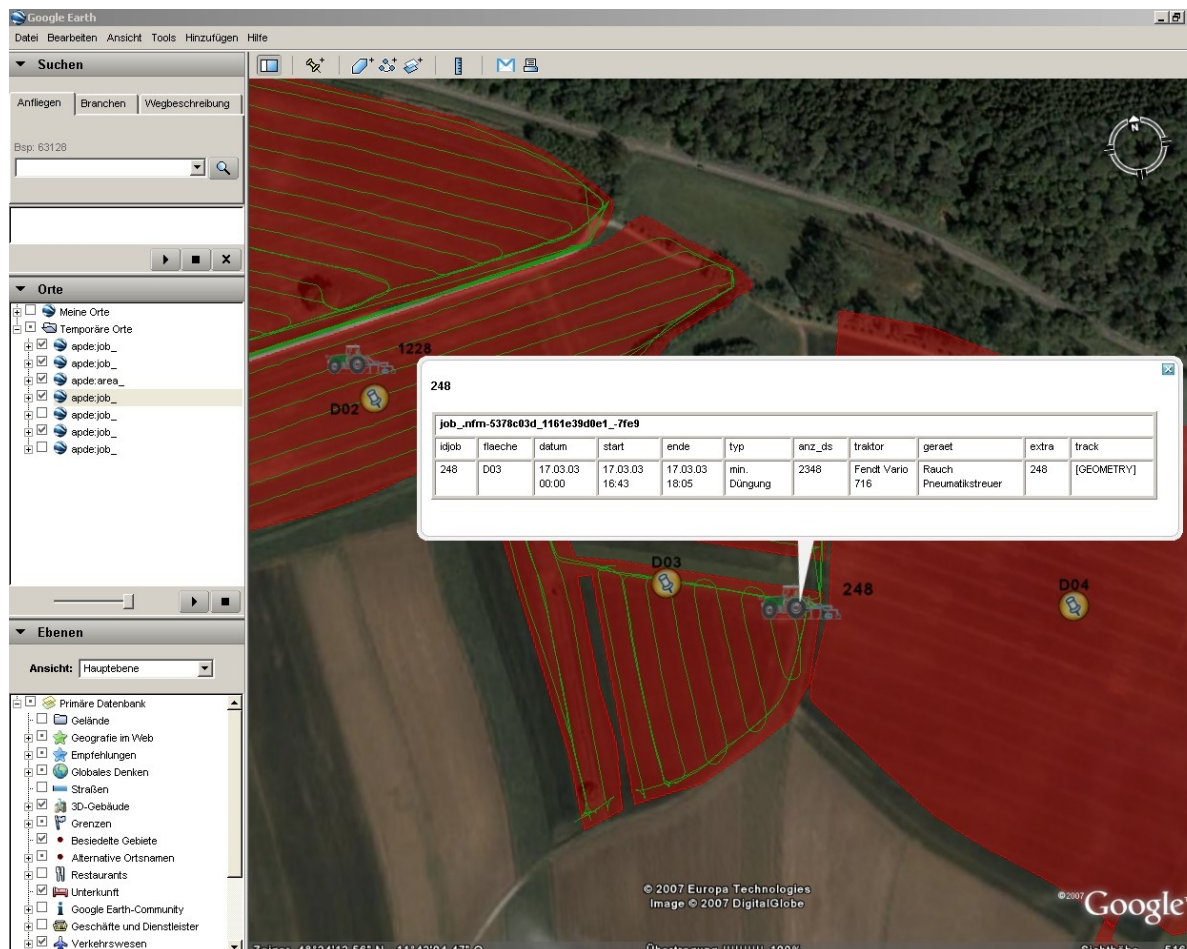 Google Earth
Datei Bearbeiten Ansicht Tools Hinzufügen Hilfe
Suchen
Anfliegen Branchen Wegbeschreibung
Bsp: 63128
Orte
Meine Orte
Temporäre Orte
apde:job_
apde:job_
apde:area_
apde:job_
apde:job_
apde:job_
apde:job_
Ebenen
Ansicht: Hauptebene
Primäre Datenbank
Gelände
Geografie im Web
Empfehlungen
Globales Denken
Straßen
3D-Gebäude
Grenzen
Besiedelte Gebiete
Alternative Ortsnamen
Restaurants
Unterkunft
Google Earth-Community
Geschäfte und Dienstleister
Verkehrswesen
N
1228
D02
248
job_.nfm-5378c03d_1161e39d0e1_-7fe9
idjob flaeche datum start ende typ anz_ds traktor geraet extra track
248 D03 17.03.03 17.03.03 17.03.03 min. 2348 Fendt Vario Rauch 248 [GEOMETRY]
00:00 16:43 18:05 Düngung 716 Pneumatikstreuer
D03
248
D04
© 2007 Europa Technologies
Image © 2007 DigitalGlobe
©2007 Google
100%